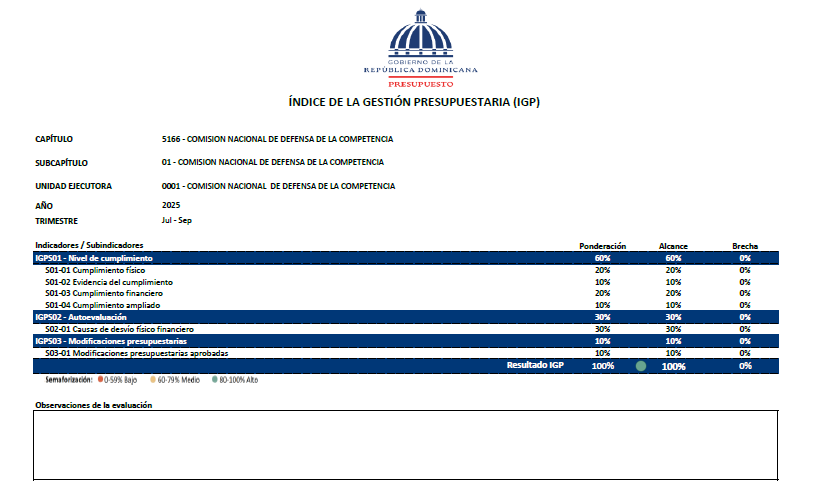 GOBIERNO DE LA
REPÚBLICA DOMINICANA
PRESUPUESTO
ÍNDICE DE LA GESTIÓN PRESUPUESTARIA (IGP)
CAPÍTULO 5166 - COMISION NACIONAL DE DEFENSA DE LA COMPETENCIA
SUBCAPÍTULO 01 - COMISION NACIONAL DE DEFENSA DE LA COMPETENCIA
UNIDAD EJECUTORA 0001 - COMISION NACIONAL DE DEFENSA DE LA COMPETENCIA
AÑO 2025
TRIMESTRE Jul - Sep
Indicadores / Subindicadores Ponderación Alcance Brecha
IGPS01 - Nivel de cumplimiento 60% 60% 0%
S01-01 Cumplimiento físico 20% 20% 0%
S01-02 Evidencia del cumplimiento 10% 10% 0%
S01-03 Cumplimiento financiero 20% 20% 0%
S01-04 Cumplimiento ampliado 10% 10% 0%
IGPS02 - Autoevaluación 30% 30% 0%
S02-01 Causas de desvío físico financiero 30% 30% 0%
IGPS03 - Modificaciones presupuestarias 10% 10% 0%
S03-01 Modificaciones presupuestarias aprobadas 10% 10% 0%
Resultado IGP 100% 100% 0%
Semaforización: 0-59% Bajo 60-79% Medio 80-100% Alto
Observaciones de la evaluación